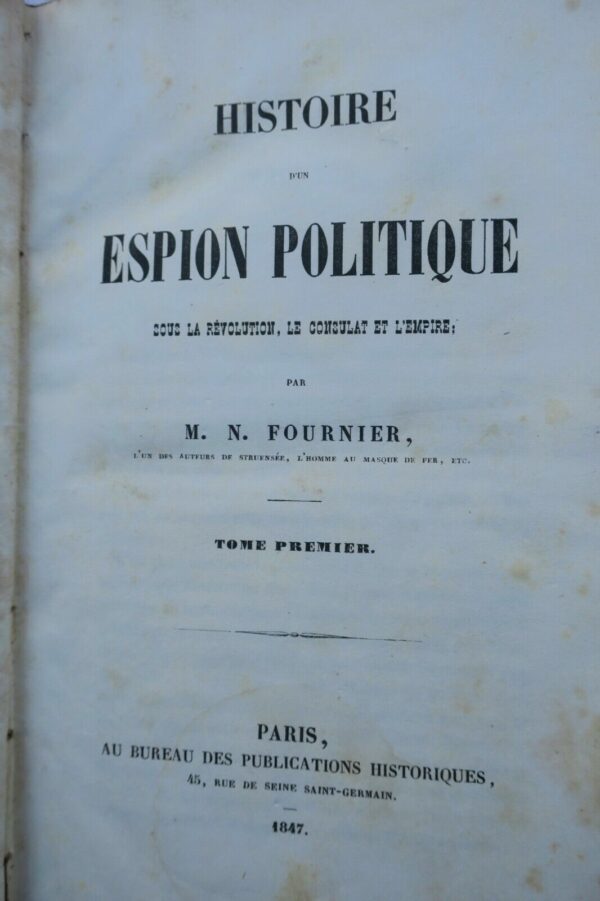 HISTOIRE
D'UN
ESPION POLITIQUE
SOUS LA RÉVOLUTION, LE CONSULAT ET L'EMPIRE;
PAR
M. N. FOURNIER,
L'UN DES AUTEURS DE STRUENSÉE, L'HOMME AU MASQUE DE FER, ETC.
TOME PREMIER.
PARIS,
AU BUREAU DES PUBLICATIONS HISTORIQUES,
45, RUE DE SEINE SAINT-GERMAIN.
1847.